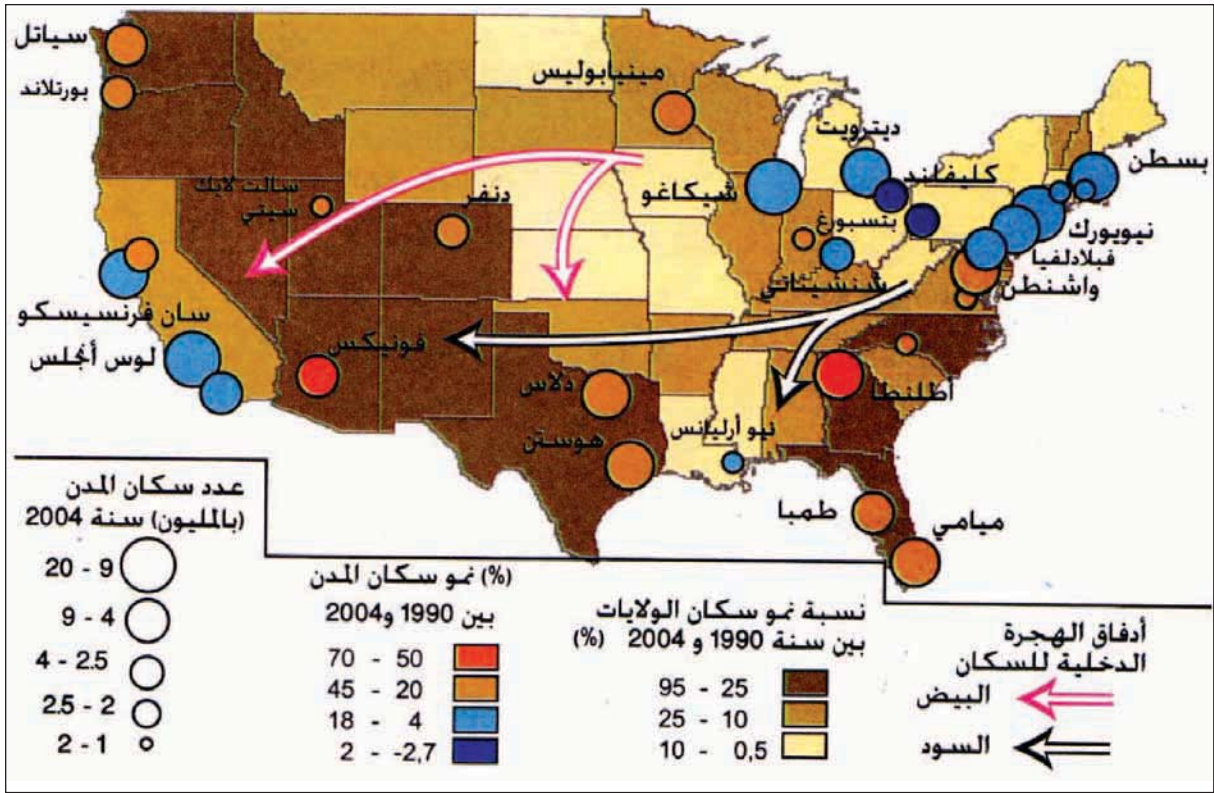 سياتل
بورتلاند
مينيابوليس
ديترويت
بسطن
سالت لايك
سيتي
دنفر
شيكاغو
كليفلند
بتسبورغ
نيويورك
فيلادلفيا
شنشيناتي
واشنطن
سان فرنسيسكو
لوس أنجلس
فونيكس
دلاس
أطلنطا
هوستن
نيو أرليانس
طمبا
ميامي
عدد سكان المدن
(بالمليون) سنة 2004
20 - 9
9 - 4
4 - 2.5
2.5 - 2
2 - 1
(%) نمو سكان المدن
بين 1990 و2004
70 - 50
45 - 20
18 - 4
2 - -2,7
نسبة نمو سكان الولايات
بين سنة 1990 و 2004 (%)
95 - 25
25 - 10
10 - 0,5
أدفاق الهجرة
الدخلية للسكان
البيض
السود